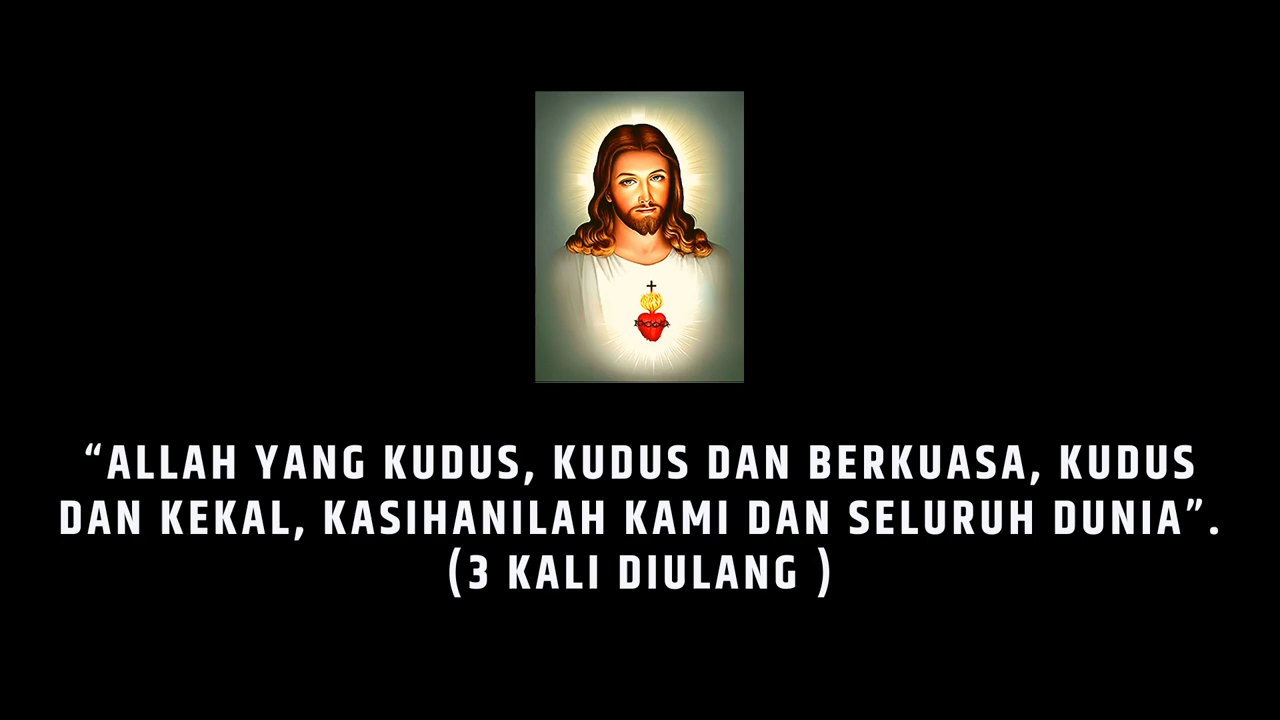 “ALLAH YANG KUDUS, KUDUS DAN BERKUASA, KUDUS
DAN KEKAL, KASIHANILAH KAMI DAN SELURUH DUNIA”.
(3 KALI DIULANG )